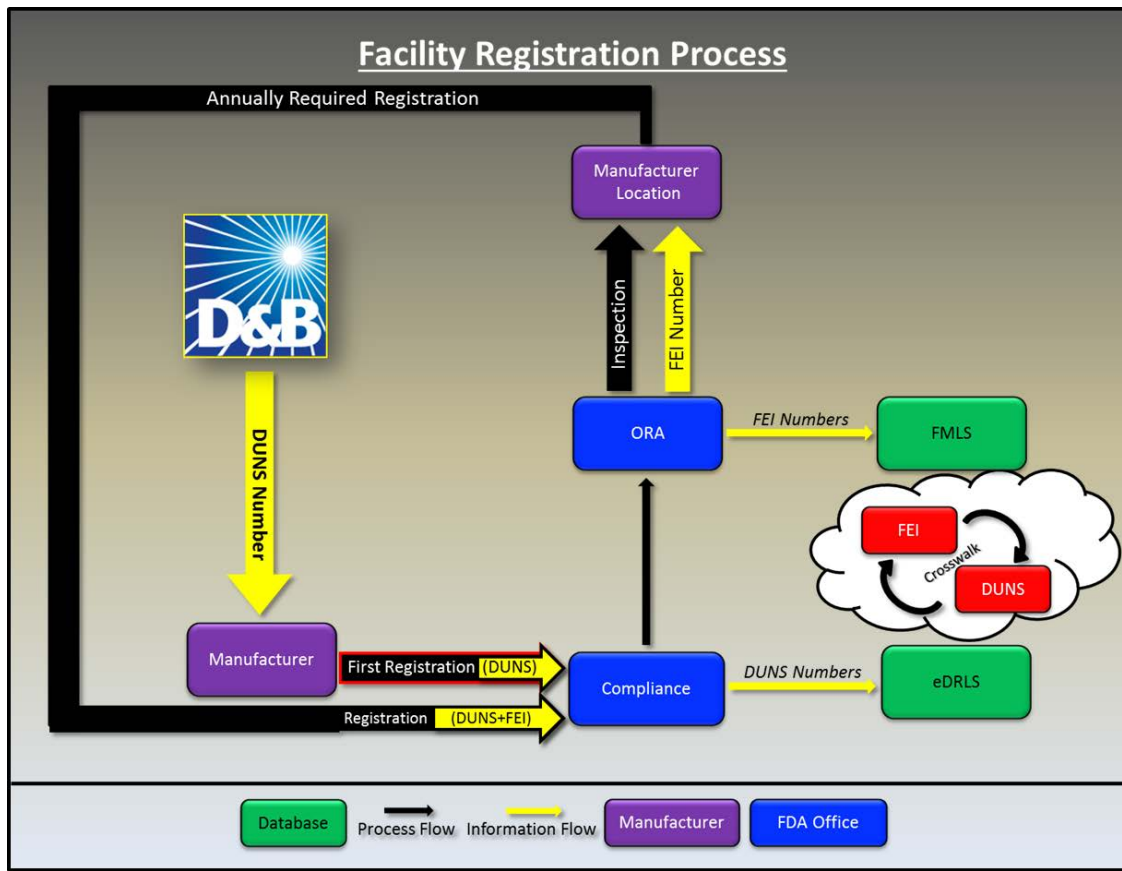 Facility Registration Process
Annually Required Registration
Manufacturer
Location
D&B
Inspection
FEI Number
DUNS Number
ORA
FEI Numbers
FMLS
FEI
Crosswalk
DUNS
Manufacturer
First Registration (DUNS)
Compliance
DUNS Numbers
eDRLS
Registration (DUNS+FEI)
Database
Process Flow
Information Flow
Manufacturer
FDA Office